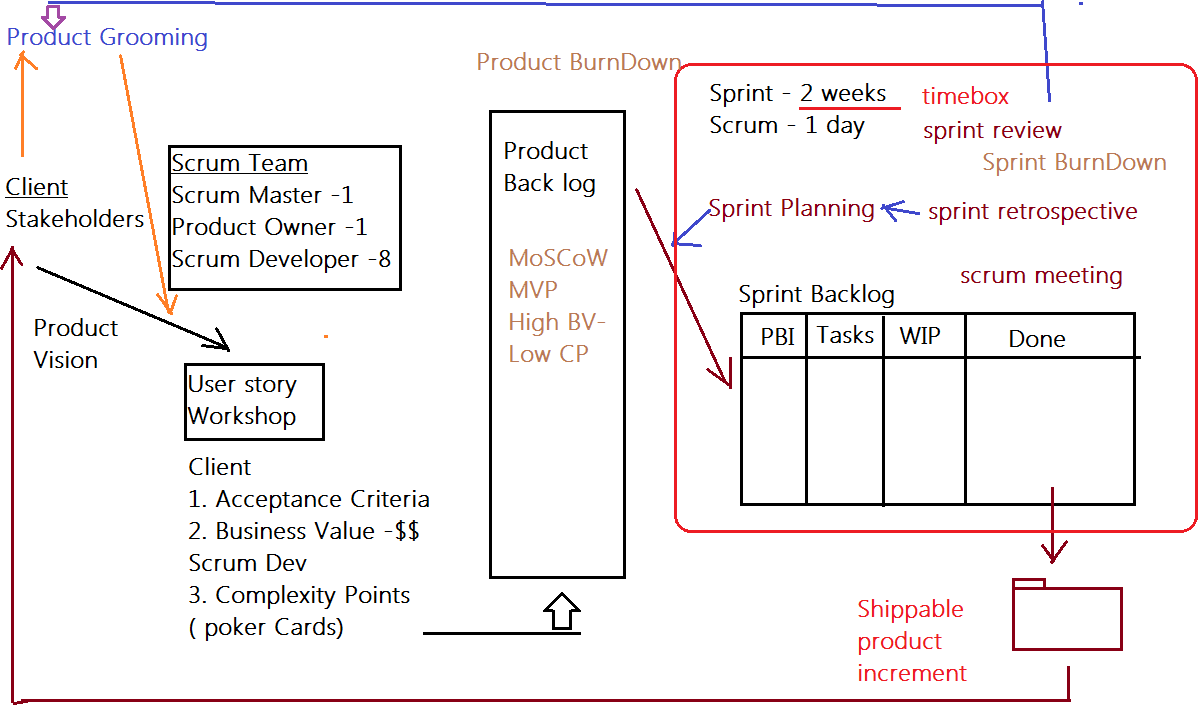 Product Grooming
Client
Stakeholders
Product
Vision
Scrum Team
Scrum Master -1
Product Owner -1
Scrum Developer -8
User story
Workshop
Client
1. Acceptance Criteria
2. Business Value -$$
Scrum Dev
3. Complexity Points
( poker Cards)
Product BurnDown
Product
Back log
MoSCoW
MVP
High BV-
Low CP
Sprint - 2 weeks
Scrum - 1 day
timebox
sprint review
Sprint BurnDown
Sprint Planning
sprint retrospective
scrum meeting
Sprint Backlog
PBI Tasks WIP Done
Shippable
product
increment